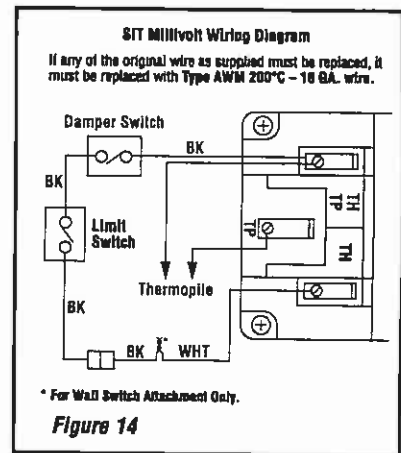 SIT Millivolt Wiring Diagram
If any of the original wire as supplied must be replaced, it
must be replaced with Type AWM 200°C – 18 GA. wire.
Damper Switch
BK
BK
TH
TP
Limit
Switch
TP
TH
Thermopile
BK
BK
WHT
*
* For Wall Switch Attachment Only.
Figure 14